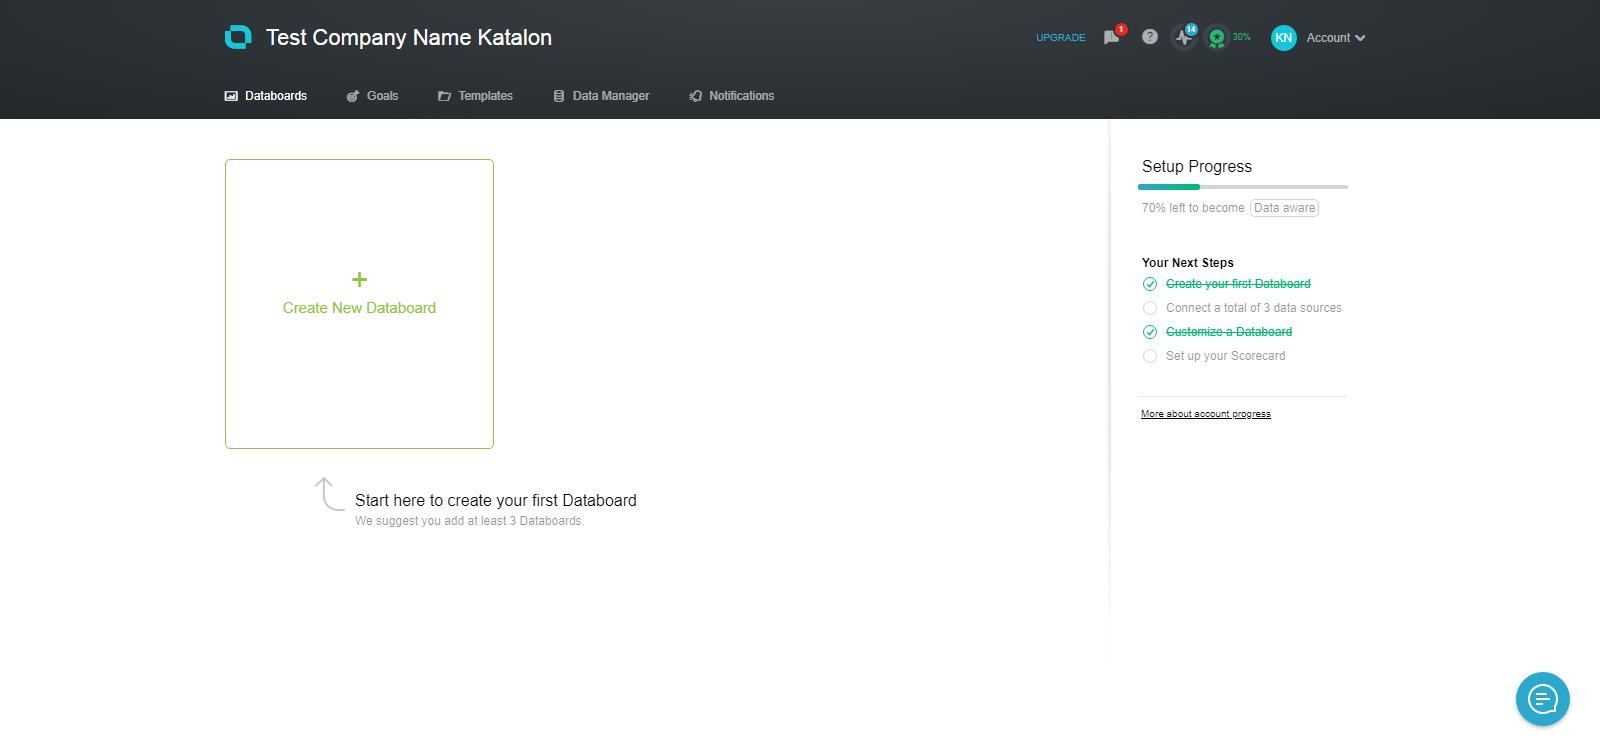 Test Company Name Katalon
UPGRADE
1
?
14
30%
KN
Account
Databoards
Goals
Templates
Data Manager
Notifications
+
Create New Databoard
Start here to create your first Databoard
We suggest you add at least 3 Databoards.
Setup Progress
70% left to become Data aware
Your Next Steps
Create your first Databoard
Connect a total of 3 data sources
Customize a Databoard
Set up your Scorecard
More about account progress